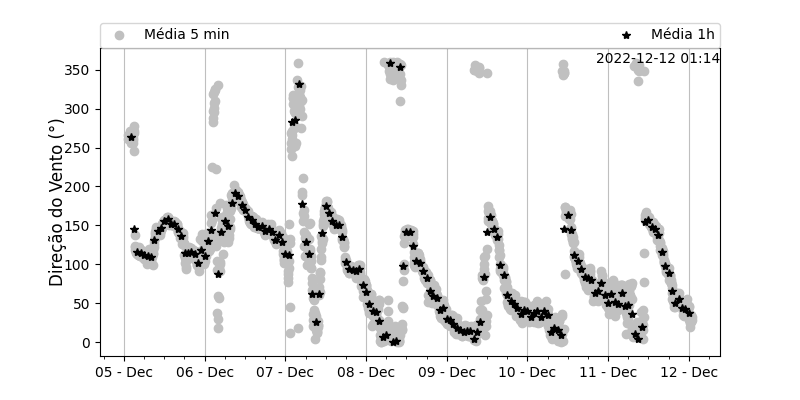 Média 5 min
Média 1h
2022-12-12 01:14
Direção do Vento (°)
350
300
250
200
150
100
50
0
05 - Dec
06 - Dec
07 - Dec
08 - Dec
09 - Dec
10 - Dec
11 - Dec
12 - Dec